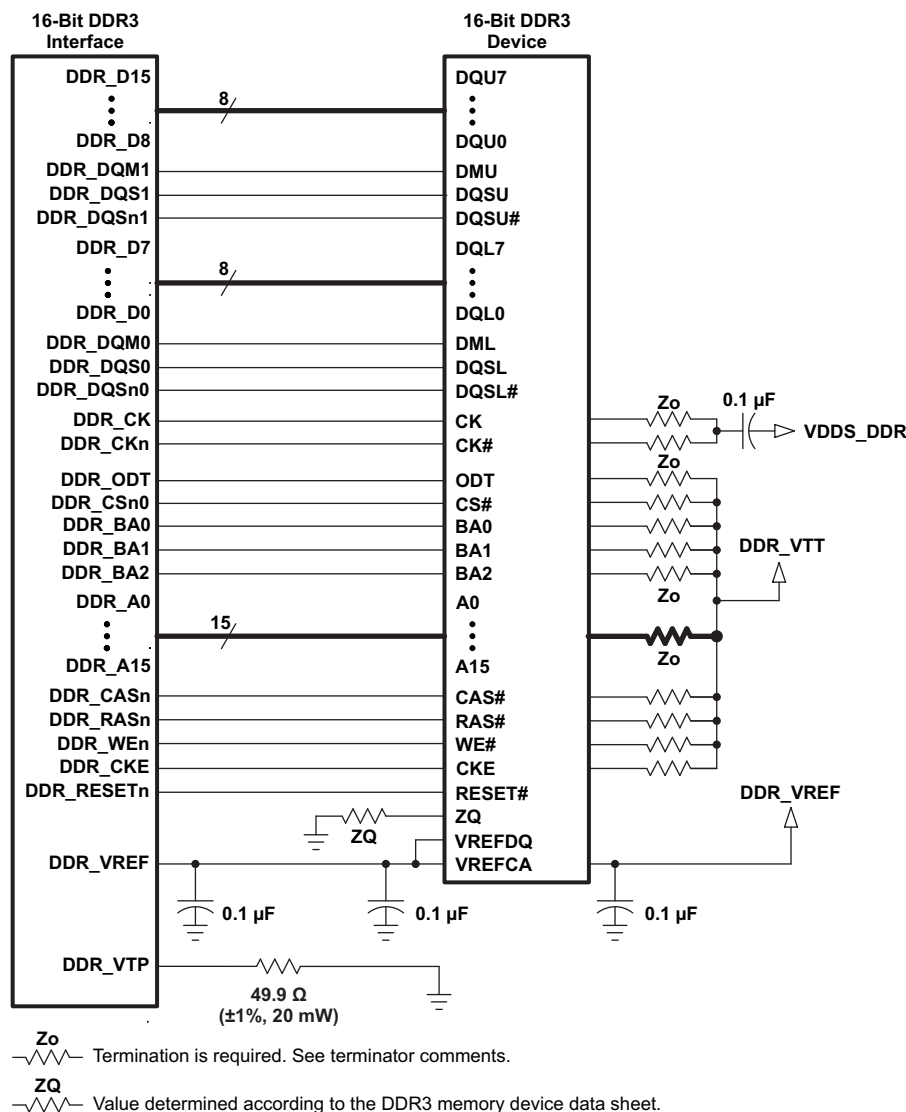 16-Bit DDR3
Interface
16-Bit DDR3
Device
DDR_D15
8
DQU7
DDR_D8
DQU0
DDR_DQM1
DMU
DDR_DQS1
DQSU
DDR_DQSn1
DQSU#
DDR_D7
8
DQL7
DDR_D0
DQL0
DDR_DQM0
DML
DDR_DQS0
DQSL
DDR_DQSn0
DQSL#
Zo
0.1 µF
DDR_CK
CK
VDDS_DDR
DDR_CKn
CK#
Zo
DDR_ODT
ODT
DDR_CSn0
CS#
DDR_BA0
BA0
DDR_BA1
BA1
DDR_VTT
DDR_BA2
BA2
Zo
DDR_A0
A0
15
Zo
DDR_A15
A15
DDR_CASn
CAS#
DDR_RASn
RAS#
DDR_WEn
WE#
DDR_CKE
CKE
DDR_RESETn
RESET#
DDR_VREF
ZQ
ZQ
VREFDQ
DDR_VREF
VREFCA
0.1 µF
0.1 µF
0.1 µF
DDR_VTP
49.9 Ω
(±1%, 20 mW)
Zo
Termination is required. See terminator comments.
ZQ
Value determined according to the DDR3 memory device data sheet.